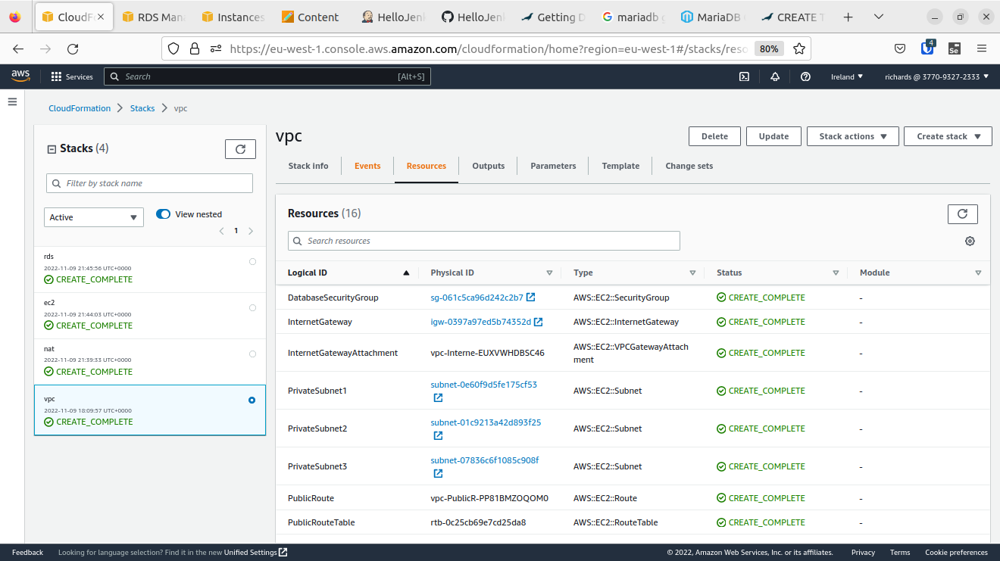 CloudF
RDS Man
Instances
Content
HelloJenk
HelloJenk
Getting D
mariadb g
MariaDB
CREATE T
https://eu-west-1.console.aws.amazon.com/cloudformation/home?region=eu-west-1#/stacks/reso
80%
4
Se
aws
Services
Search
[Alt+S]
Ireland
richards @ 3770-9327-2333
CloudFormation
Stacks
vpc
Stacks (4)
Filter by stack name
Active
View nested
1
rds
2022-11-09 21:45:56 UTC+0000
CREATE_COMPLETE
ec2
2022-11-09 21:44:03 UTC+0000
CREATE_COMPLETE
nat
2022-11-09 21:39:33 UTC+0000
CREATE_COMPLETE
vpc
2022-11-09 18:09:57 UTC+0000
CREATE_COMPLETE
vpc
Delete
Update
Stack actions
Create stack
Stack info
Events
Resources
Outputs
Parameters
Template
Change sets
Resources (16)
Search resources
Logical ID Physical ID Type Status Module
DatabaseSecurityGroup sg-061c5ca96d242c2b7 AWS::EC2::SecurityGroup CREATE_COMPLETE -
InternetGateway igw-0397a97ed5b74352d AWS::EC2::InternetGateway CREATE_COMPLETE -
InternetGatewayAttachment vpc-Interne-EUXVWHDBSC46 AWS::EC2::VPCGatewayAttach
ment CREATE_COMPLETE -
PrivateSubnet1 subnet-0e60f9d5fe175cf53 AWS::EC2::Subnet CREATE_COMPLETE -
PrivateSubnet2 subnet-01c9213a42d893f25 AWS::EC2::Subnet CREATE_COMPLETE -
PrivateSubnet3 subnet-07836c6f1085c908f AWS::EC2::Subnet CREATE_COMPLETE -
PublicRoute vpc-PublicR-PP81BMZOQOM0 AWS::EC2::Route CREATE_COMPLETE -
PublicRouteTable rtb-0c25cb69e7cd25da8 AWS::EC2::RouteTable CREATE_COMPLETE -
Feedback
Looking for language selection? Find it in the new Unified Settings
© 2022, Amazon Web Services, Inc. or its affiliates.
Privacy
Terms
Cookie preferences